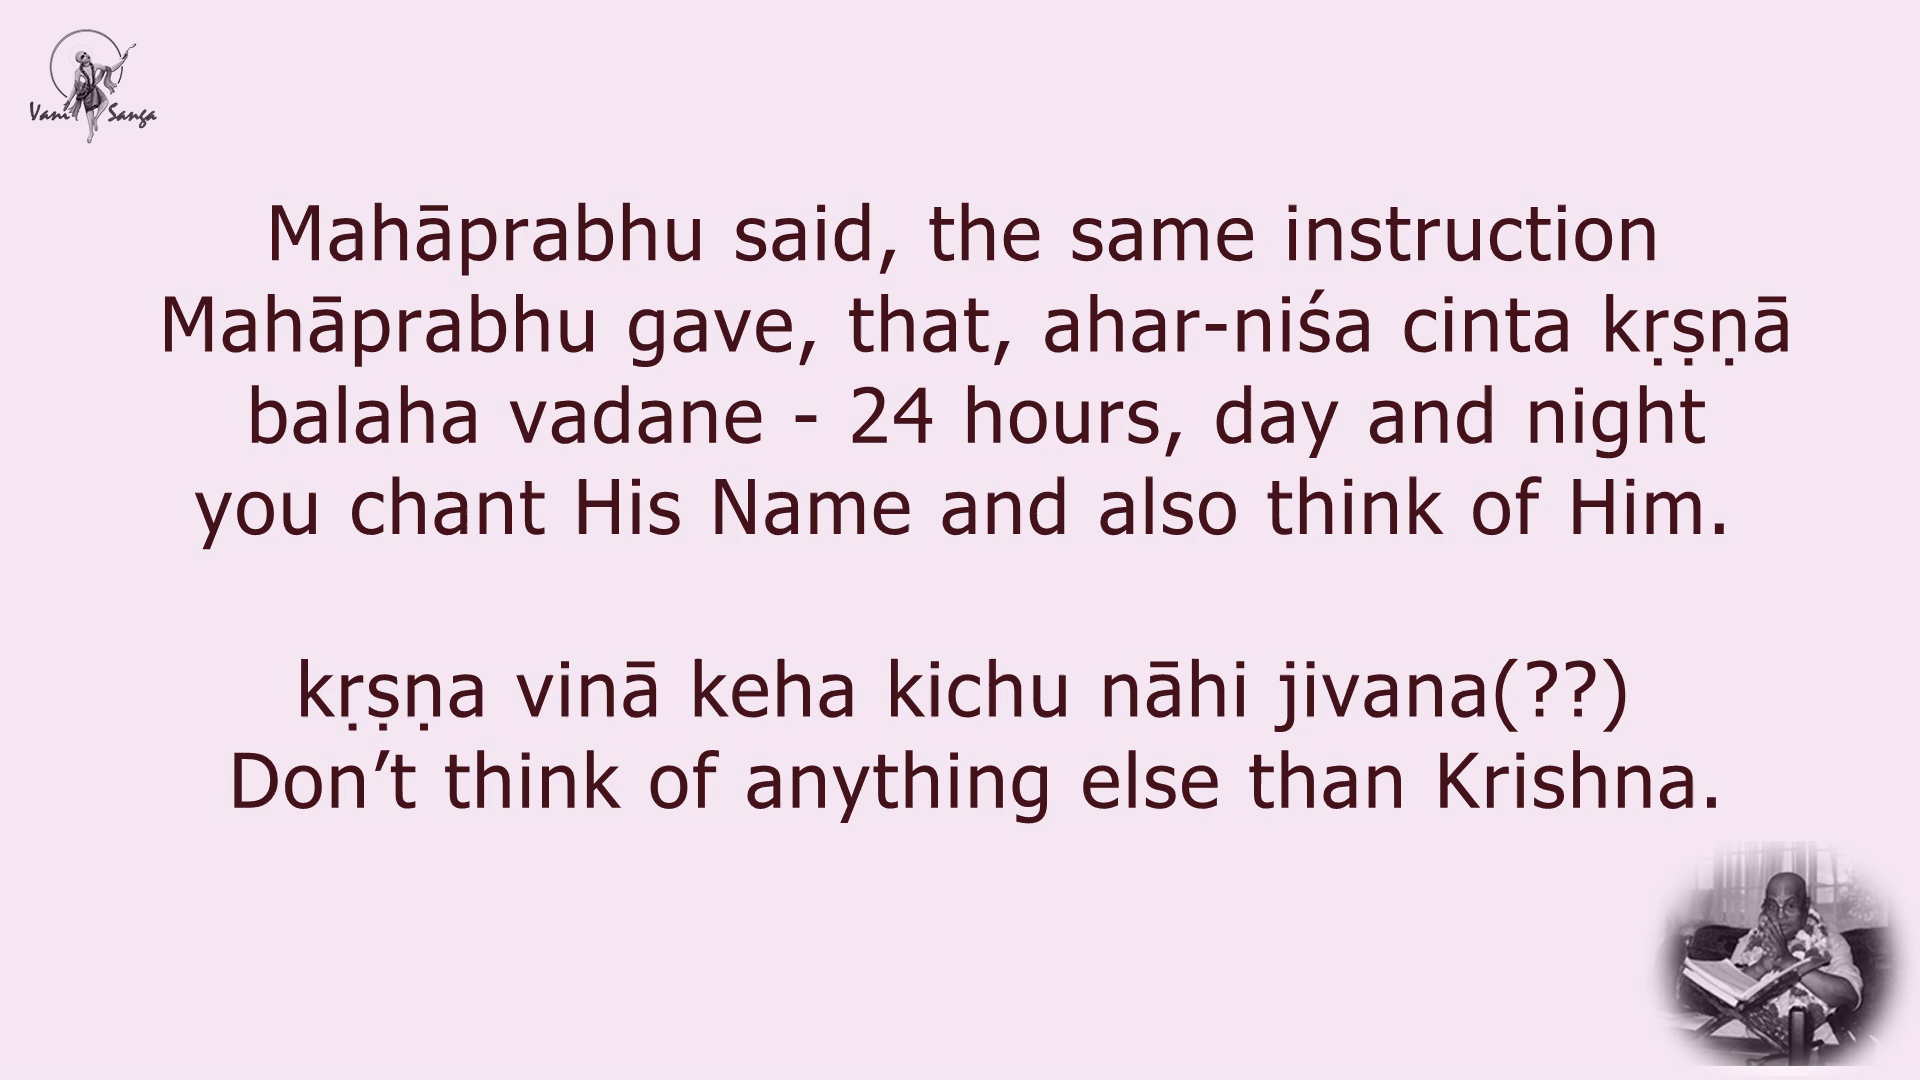 Vani Sanga
Mahāprabhu said, the same instruction
Mahāprabhu gave, that, ahar-niśa cinta kṛṣṇā
balaha vadane - 24 hours, day and night
you chant His Name and also think of Him.
kṛṣṇa vinā keha kichu nāhi jivana(??)
Don’t think of anything else than Krishna.